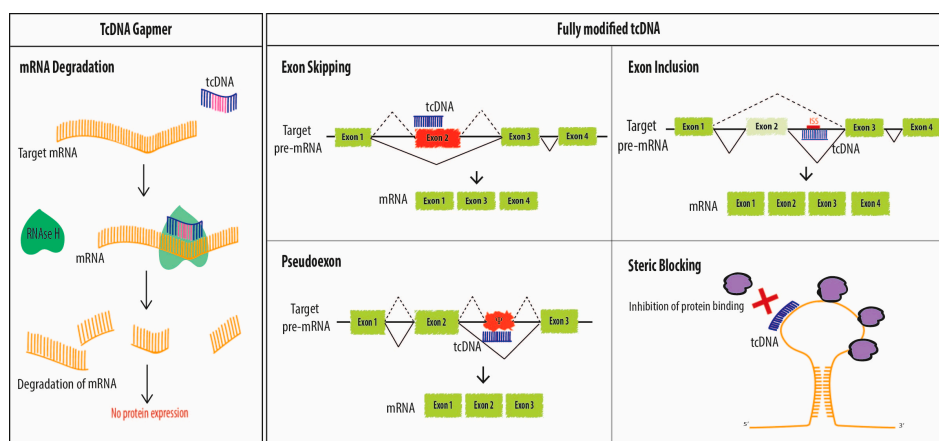 TcDNA Gapmer
mRNA Degradation
tcDNA
Target mRNA
RNAse H
mRNA
Degradation of mRNA
No protein expression
Fully modified tcDNA
Exon Skipping
tcDNA
Target
pre-mRNA
Exon 1
Exon 2
Exon 3
Exon 4
mRNA
Exon 1
Exon 3
Exon 4
Exon Inclusion
Target
pre-mRNA
Exon 1
Exon 2
ISS
Exon 3
Exon 4
tcDNA
mRNA
Exon 1
Exon 2
Exon 3
Exon 4
Pseudoexon
Target
pre-mRNA
Exon 1
Exon 2
Ψ
Exon 3
tcDNA
mRNA
Exon 1
Exon 2
Exon 3
Steric Blocking
Inhibition of protein binding
tcDNA
5'
3'